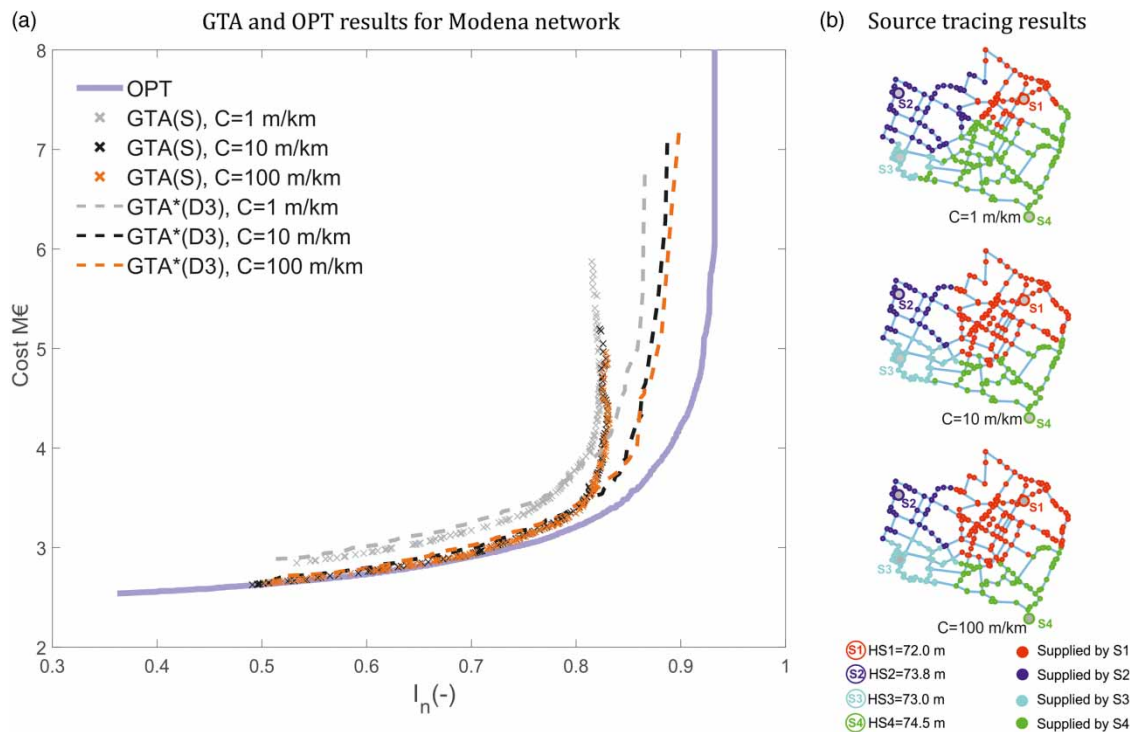 (a)
GTA and OPT results for Modena network
8
7
6
5
4
3
2
Cost M€
OPT
GTA(S), C=1 m/km
GTA(S), C=10 m/km
GTA(S), C=100 m/km
GTA*(D3), C=1 m/km
GTA*(D3), C=10 m/km
GTA*(D3), C=100 m/km
0.3 0.4 0.5 0.6 0.7 0.8 0.9 1
I_n(-)
(b)
Source tracing results
S2
S1
S3
C=1 m/km
S4
S2
S1
S3
C=10 m/km
S4
S2
S1
S3
S4
C=100 m/km
S1 HS1=72.0 m Supplied by S1
S2 HS2=73.8 m Supplied by S2
S3 HS3=73.0 m Supplied by S3
S4 HS4=74.5 m Supplied by S4